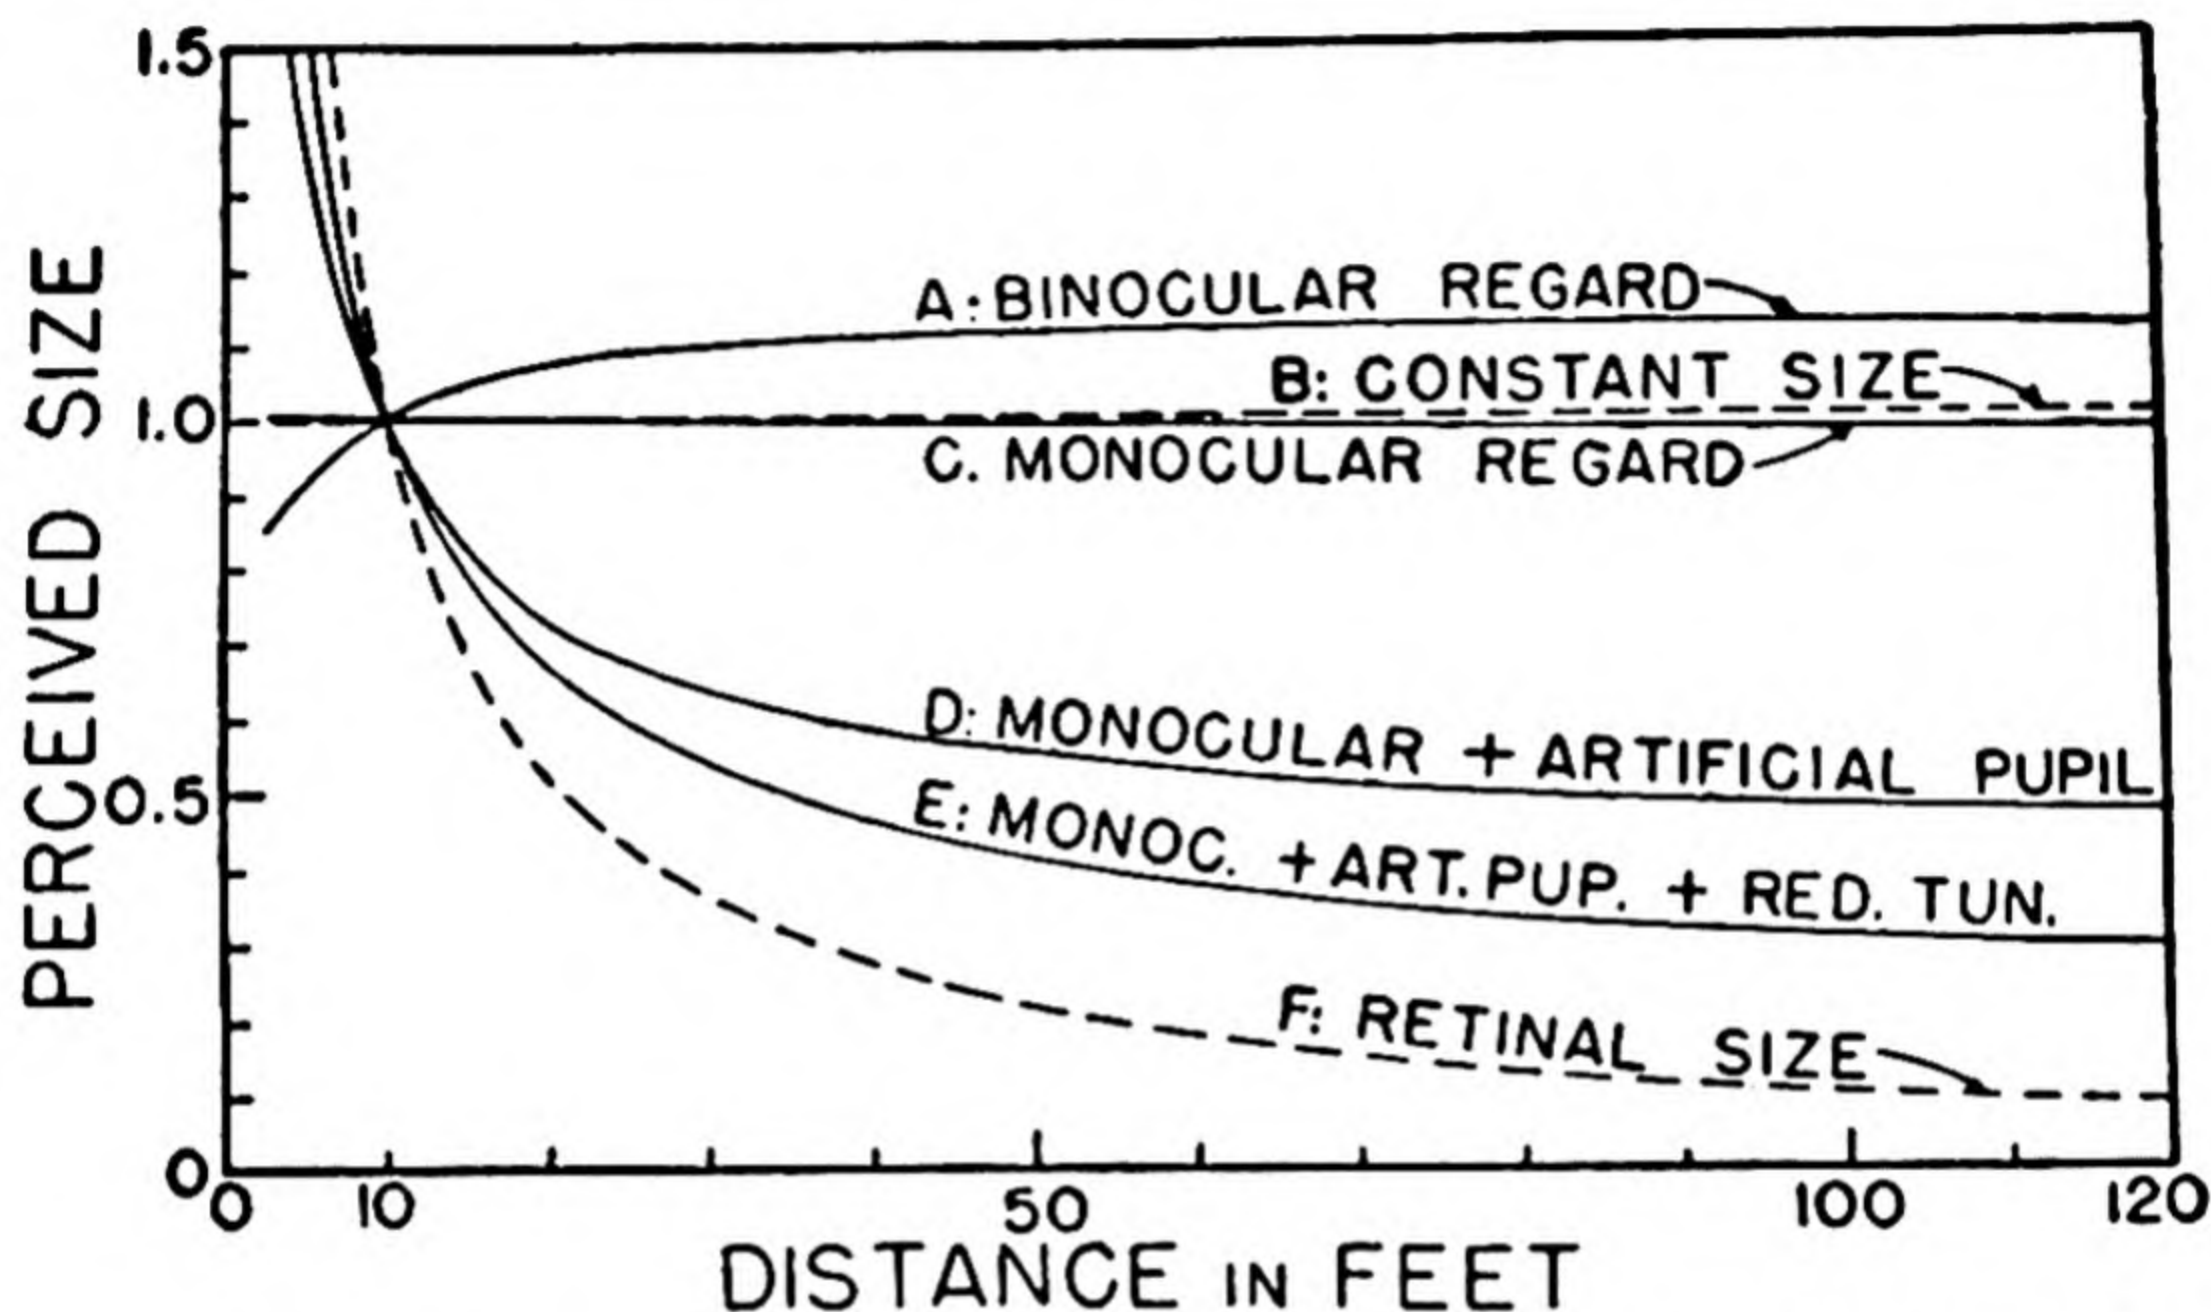 1.5
A: BINOCULAR REGARD
B: CONSTANT SIZE
1.0
C. MONOCULAR REGARD
D: MONOCULAR + ARTIFICIAL PUPIL
0.5
E: MONOC. + ART. PUP. + RED. TUN.
F: RETINAL SIZE
0
0 10 50 100 120
DISTANCE IN FEET
PERCEIVED SIZE